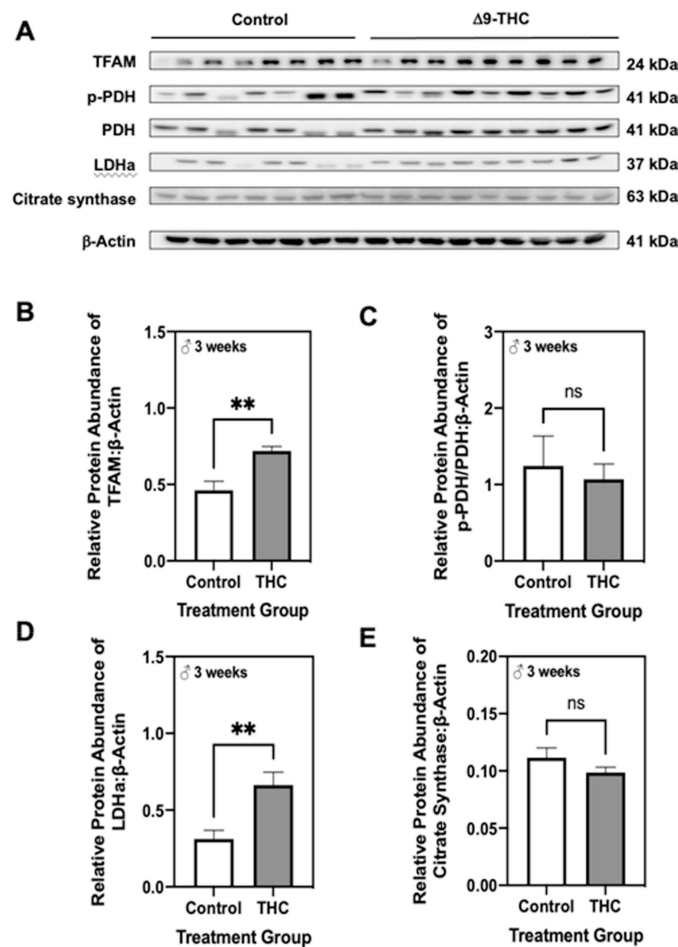 A
Control
Δ9-THC
TFAM
24 kDa
p-PDH
41 kDa
PDH
41 kDa
LDHa
37 kDa
Citrate synthase
63 kDa
β-Actin
41 kDa
B
Relative Protein Abundance of
TFAM:β-Actin
1.5
1.0
0.5
0.0
♂ 3 weeks
**
Control
THC
Treatment Group
C
Relative Protein Abundance of
p-PDH/PDH:β-Actin
3
2
1
0
♂ 3 weeks
ns
Control
THC
Treatment Group
D
Relative Protein Abundance of
LDHa:β-Actin
1.5
1.0
0.5
0.0
♂ 3 weeks
**
Control
THC
Treatment Group
E
Relative Protein Abundance of
Citrate Synthase:β-Actin
0.20
0.15
0.10
0.05
0.00
♂ 3 weeks
ns
Control
THC
Treatment Group